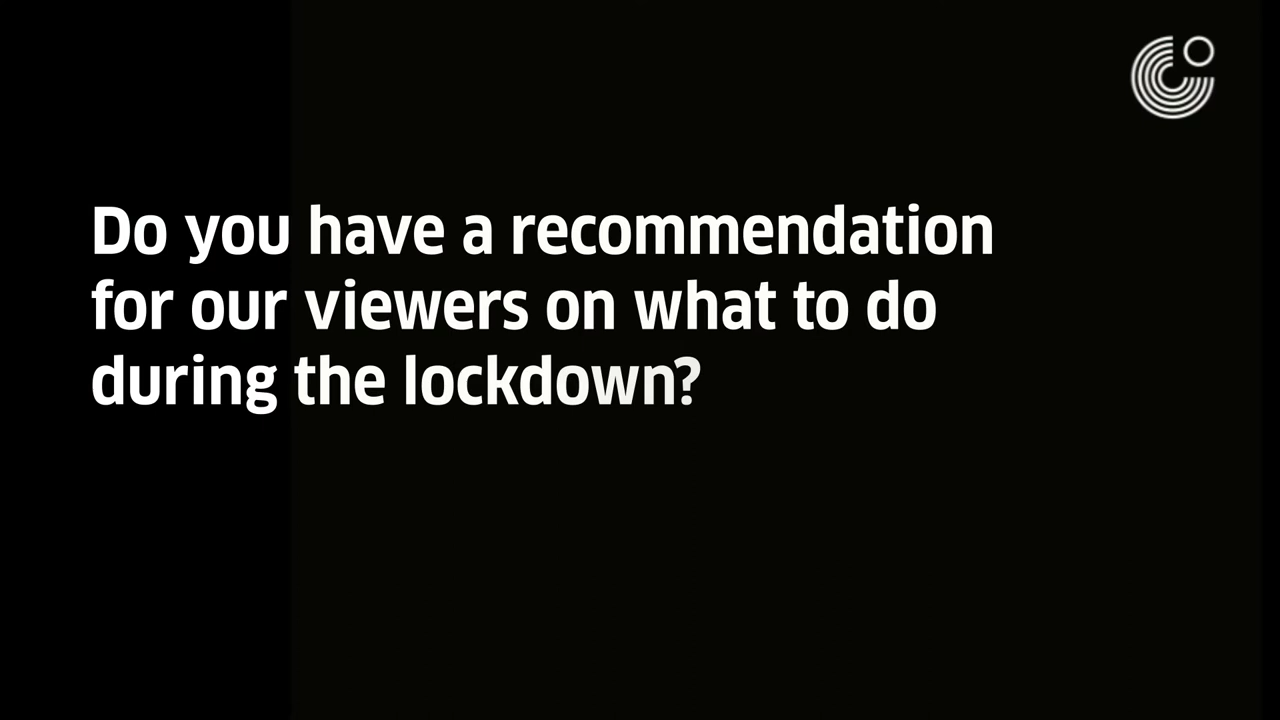 Do you have a recommendation
for our viewers on what to do
during the lockdown?